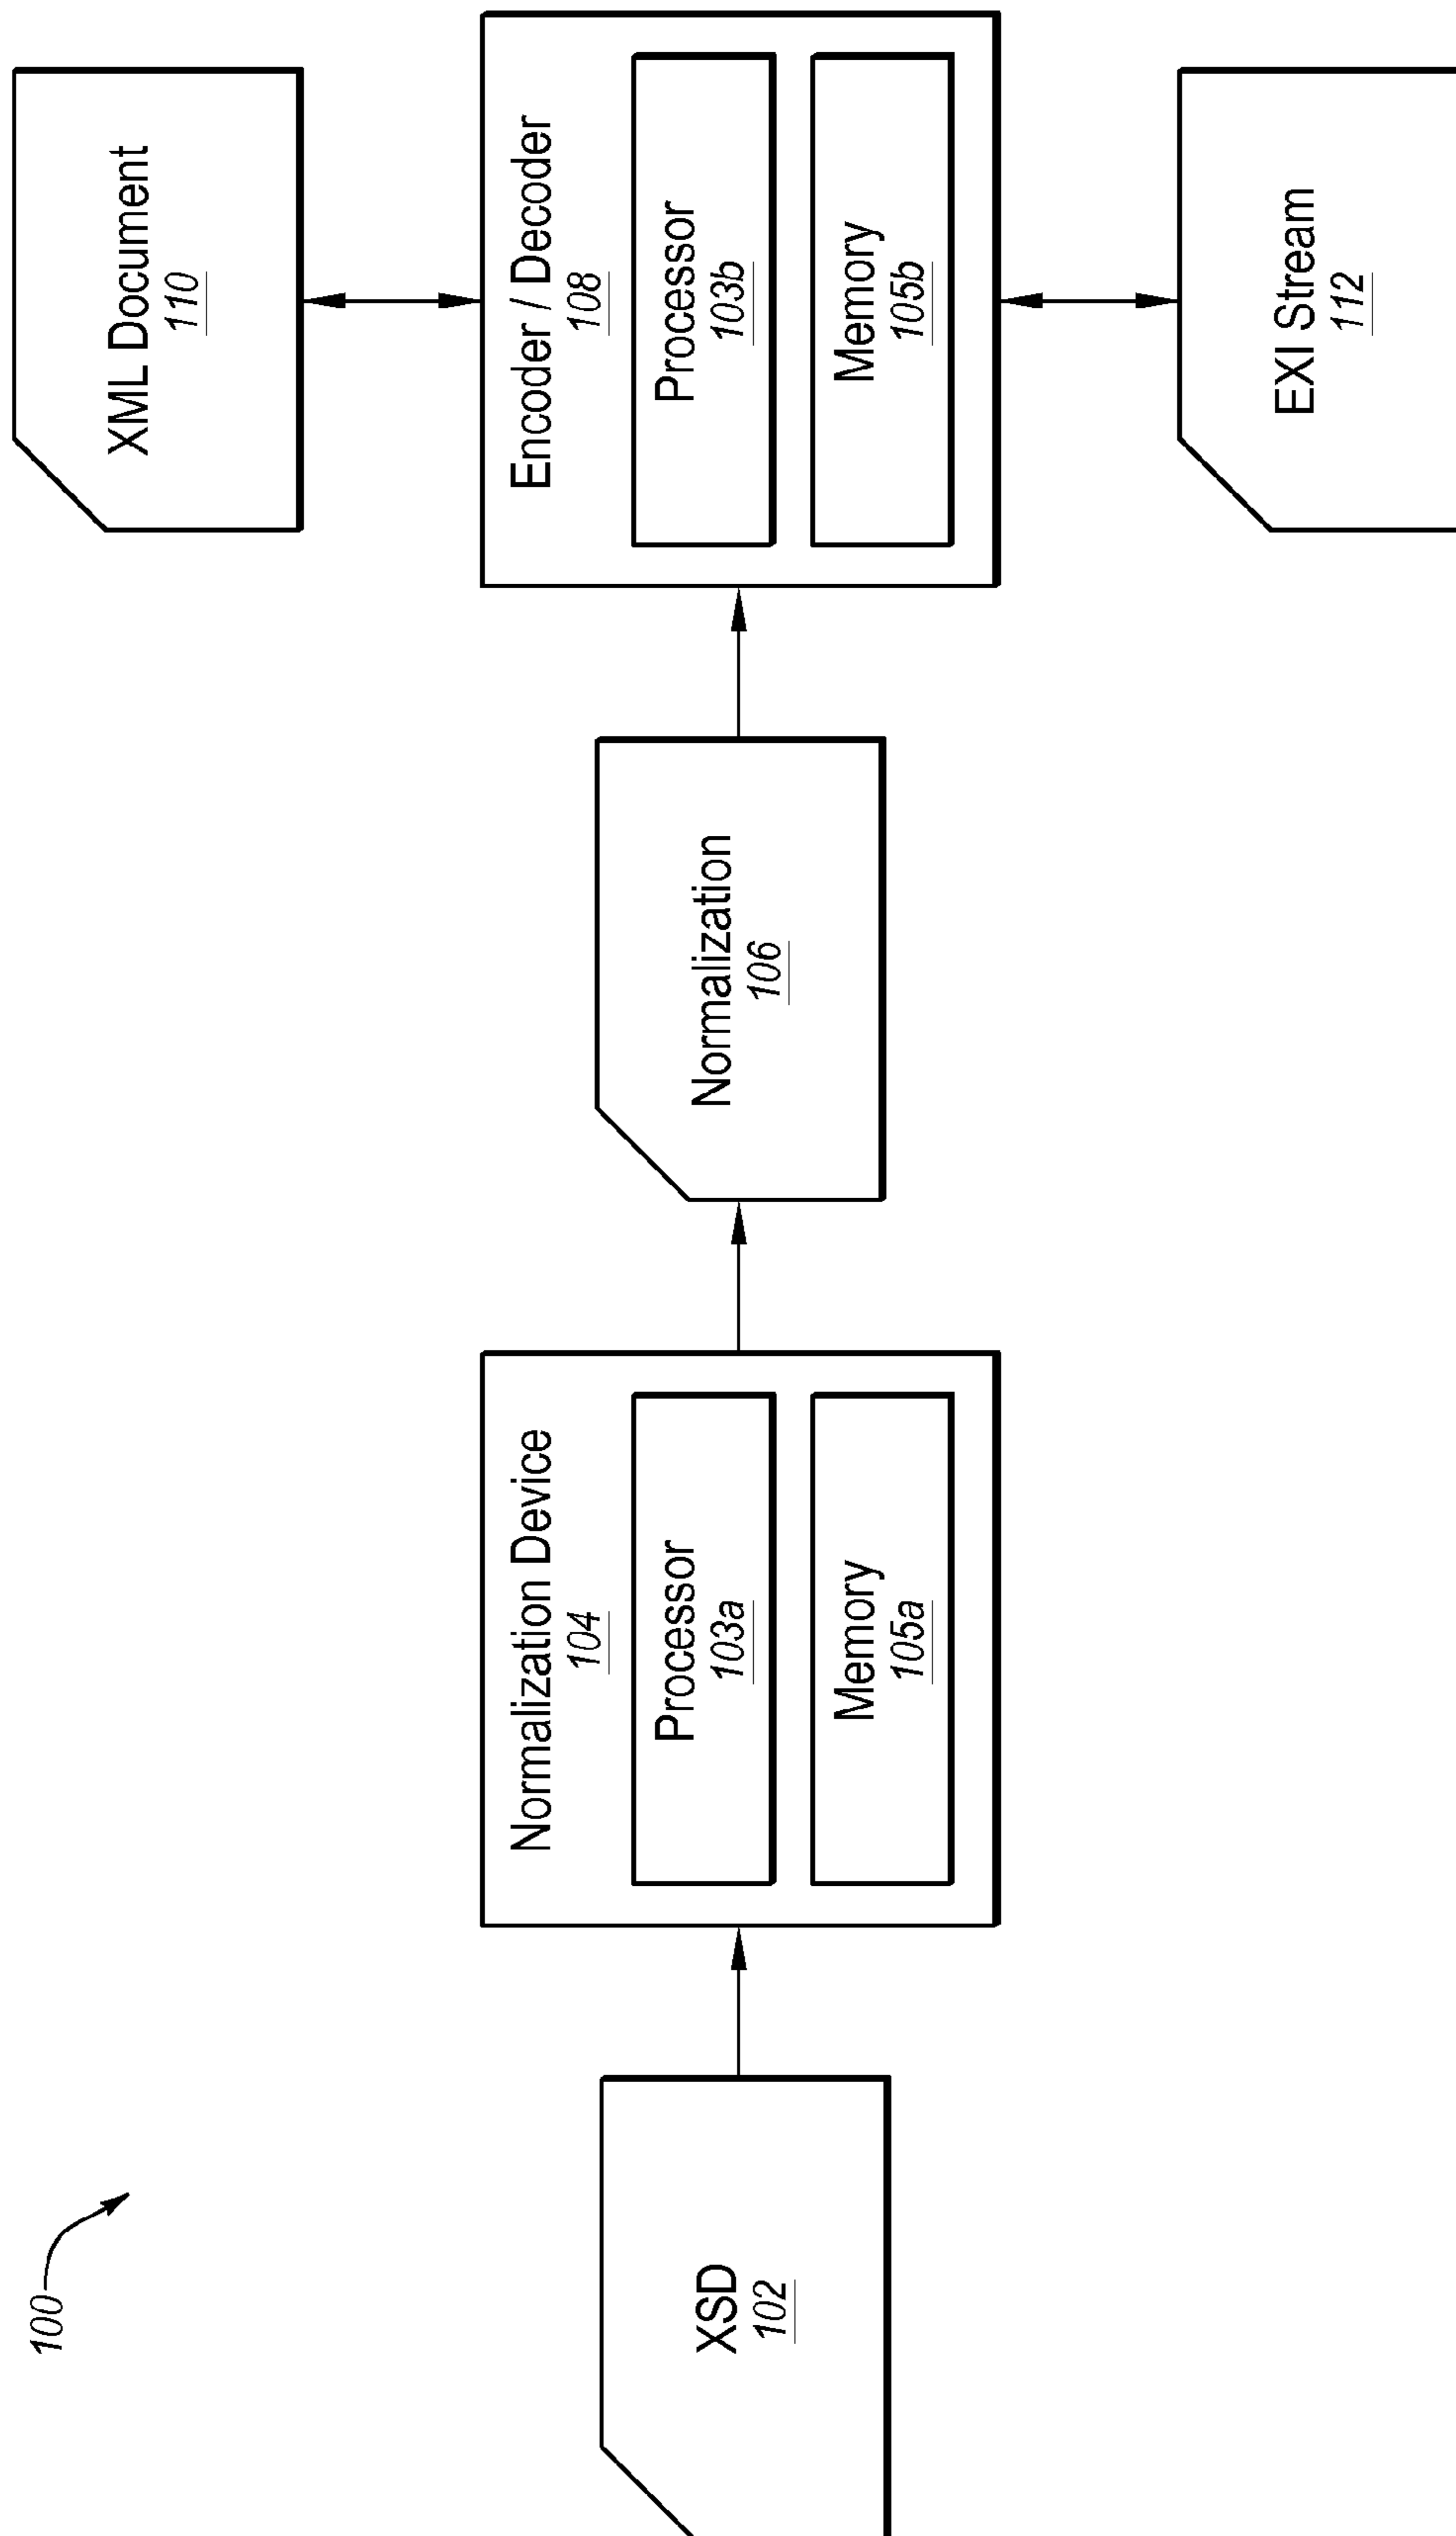 100
XSD
102
Normalization Device
104
Processor
103a
Memory
105a
Normalization
106
XML Document
110
Encoder / Decoder
108
Processor
103b
Memory
105b
EXI Stream
112